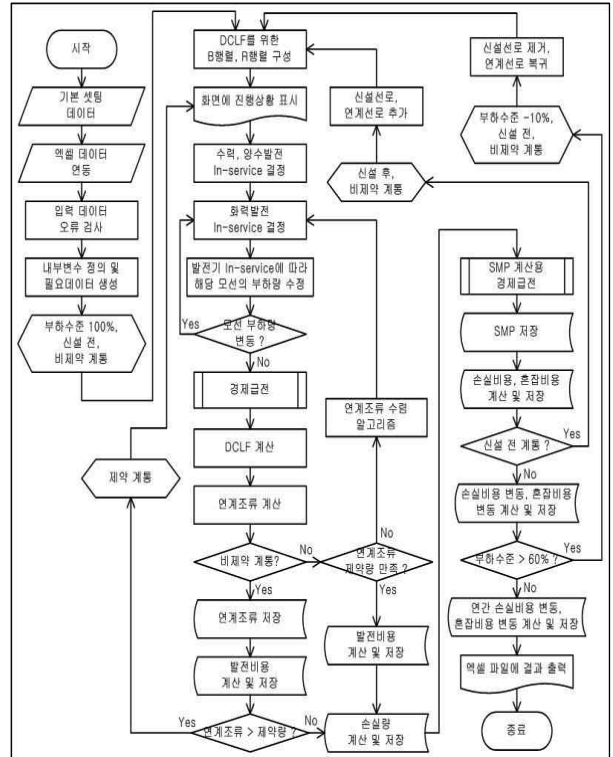 시작
기본 셋팅
데이터
엑셀 데이터
연동
입력 데이터
오류 검사
내부변수 정의 및
필요데이터 생성
부하수준 100%,
신설 전,
비제약 계통
제약 계통
DCLF를 위한
B행렬, A행렬 구성
화면에 진행상황 표시
수력, 양수발전
In-service 결정
화력발전
In-service 결정
발전기 In-service에 따라
해당 모선의 부하량 수정
Yes
모선 부하량
변동 ?
No
경제급전
DCLF 계산
연계조류 계산
비제약 계통?
No
Yes
연계조류 저장
발전비용
계산 및 저장
Yes
연계조류 > 제약량 ?
No
신설선로,
연계선로 추가
신설 후,
비제약 계통
연계조류 수렴
알고리즘
No
연계조류
제약량 만족 ?
Yes
발전비용
계산 및 저장
손실량
계산 및 저장
신설선로 제거,
연계선로 복귀
부하수준 -10%,
신설 전,
비제약 계통
SMP 계산용
경제급전
SMP 저장
손실비용, 혼잡비용
계산 및 저장
신설 전 계통 ?
Yes
No
손실비용 변동, 혼잡비용
변동 계산 및 저장
부하수준 > 60% ?
Yes
No
연간 손실비용 변동,
혼잡비용 변동 계산 및 저장
엑셀 파일에 결과 출력
종료